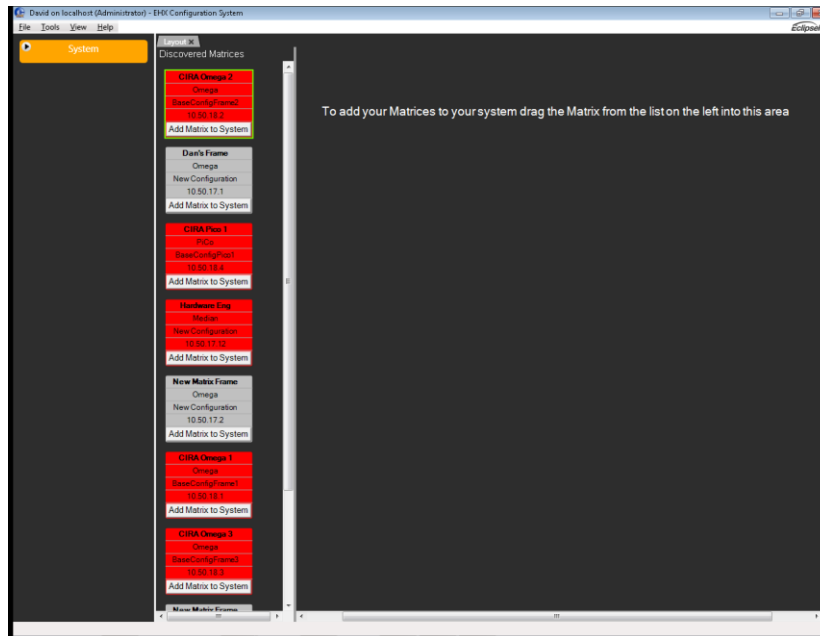 David on localhost (Administrator) - EHX Configuration System
File Tools View Help
Eclipse
System
Layout
Discovered Matrices
CIRA Omega 2
Omega
BaseConfigFrame2
10.50.18.2
Add Matrix to System
Dan's Frame
Omega
New Configuration
10.50.17.1
Add Matrix to System
CIRA Pico 1
PiCo
BaseConfigPico1
10.50.18.4
Add Matrix to System
Hardware Eng
Median
New Configuration
10.50.17.12
Add Matrix to System
New Matrix Frame
Omega
New Configuration
10.50.17.2
Add Matrix to System
CIRA Omega 1
Omega
BaseConfigFrame1
10.50.18.1
Add Matrix to System
CIRA Omega 3
Omega
BaseConfigFrame3
10.50.18.3
Add Matrix to System
New Matrix Frame
To add your Matrices to your system drag the Matrix from the list on the left into this area